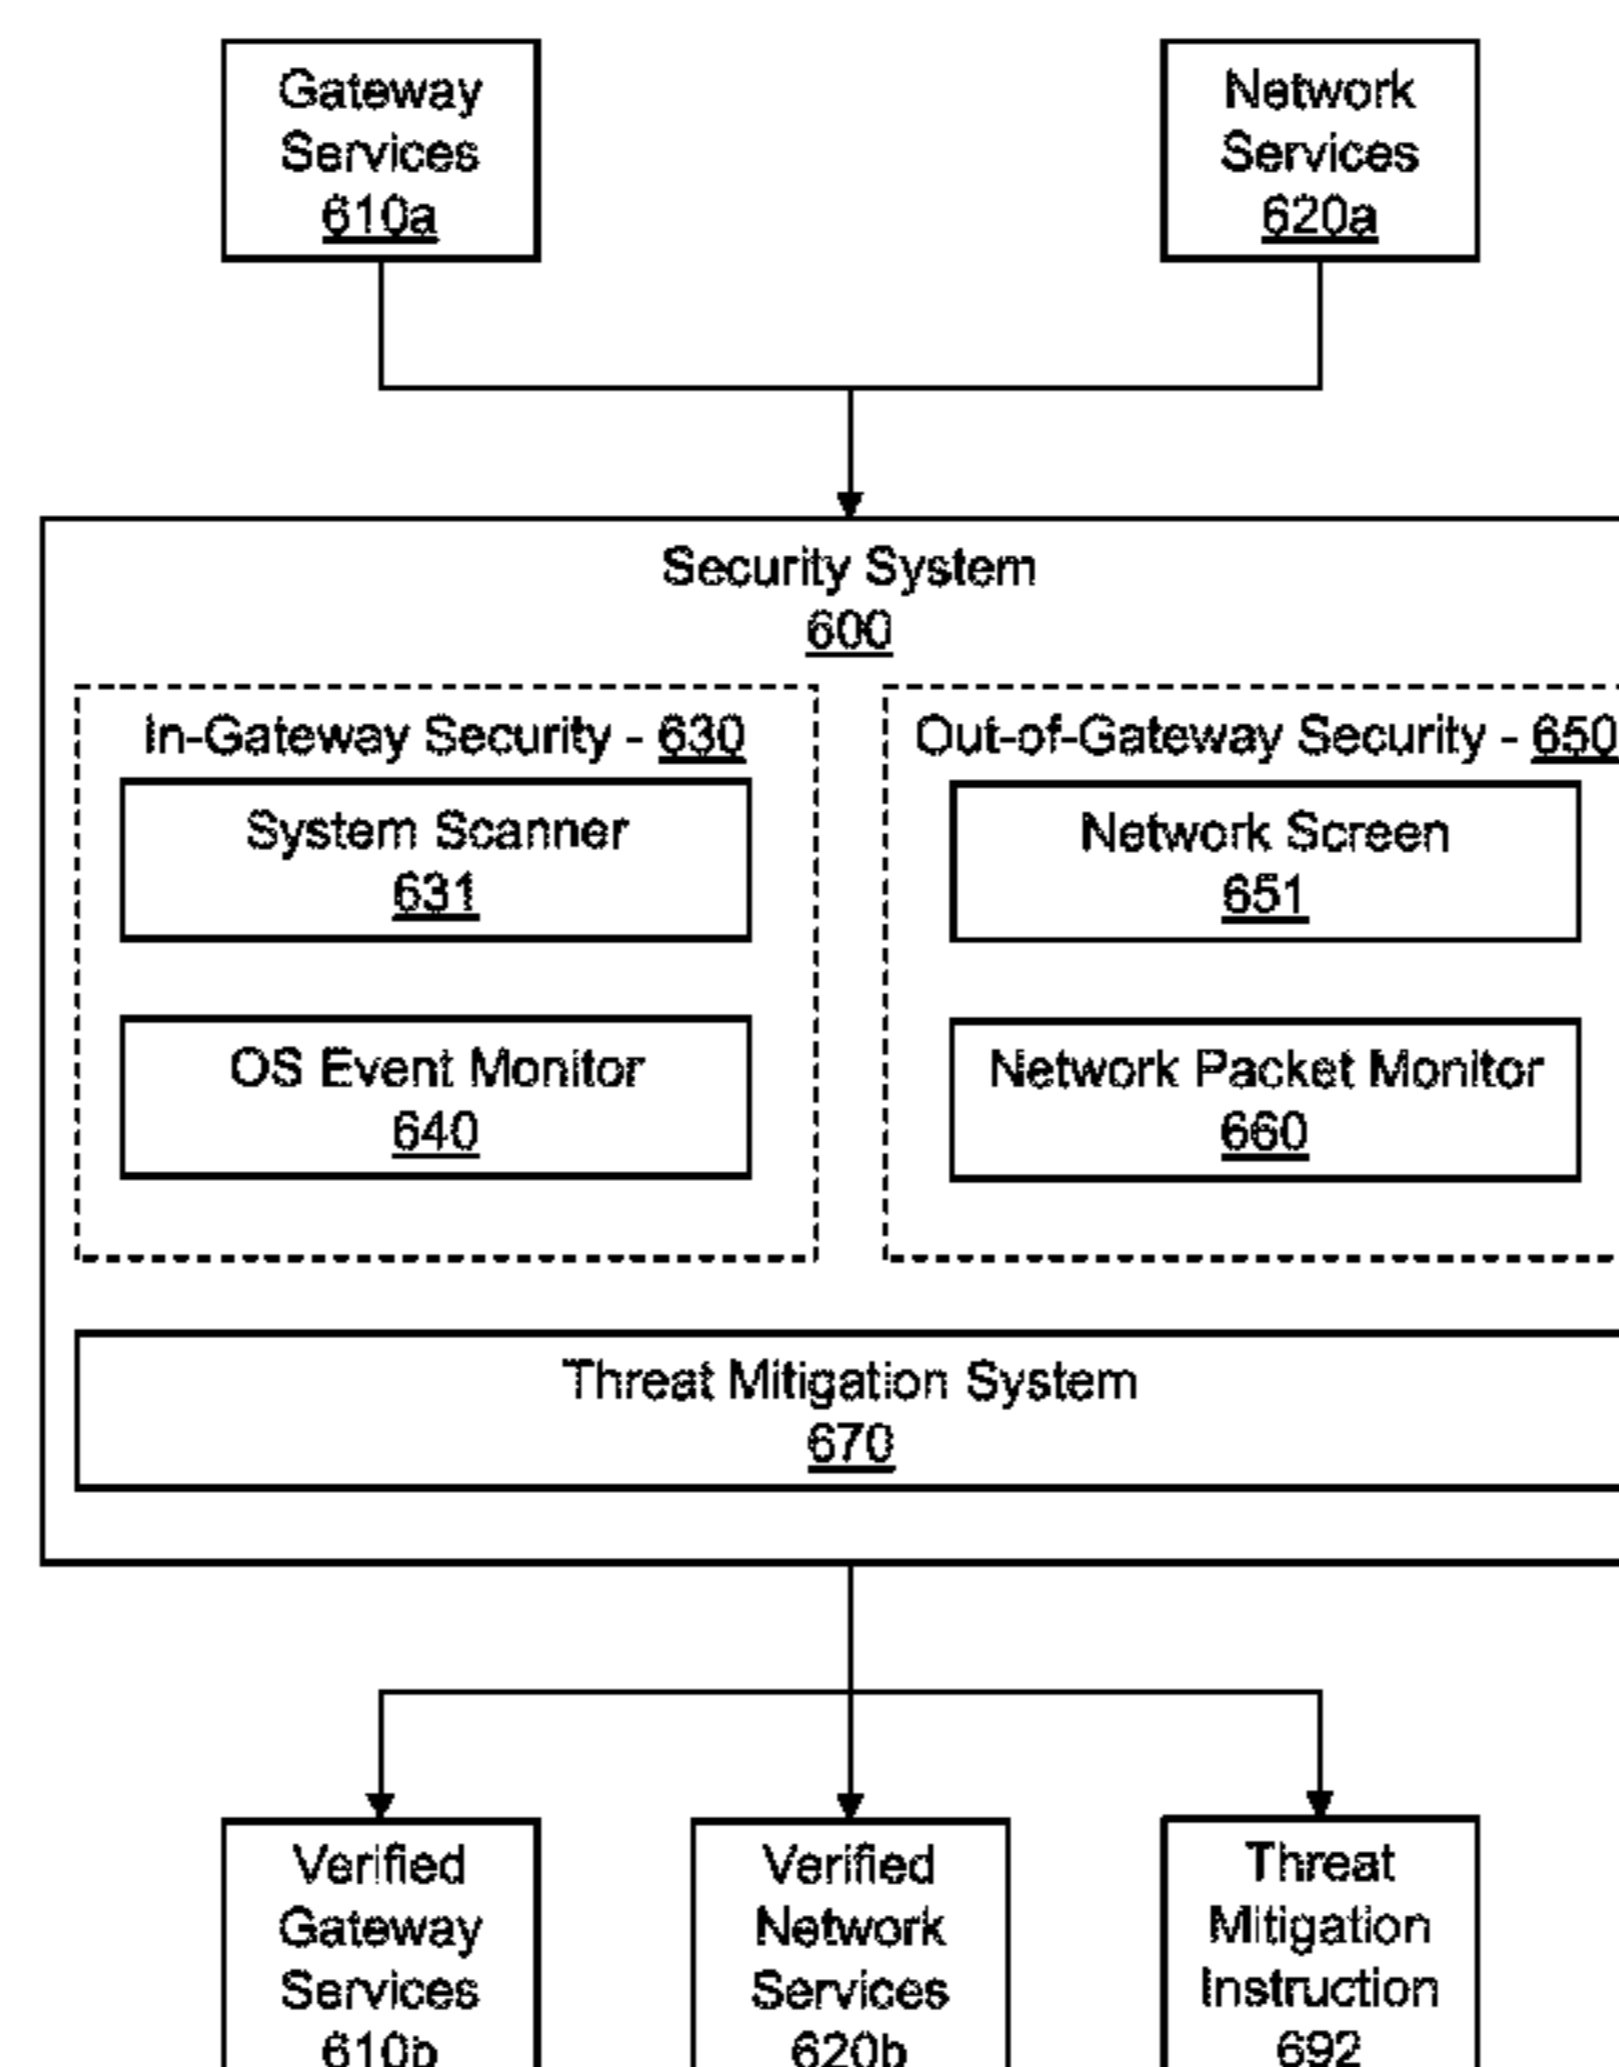 Gateway
Services
610a
Network
Services
620a
Security System
600
In-Gateway Security - 630
System Scanner
631
OS Event Monitor
640
Out-of-Gateway Security - 650
Network Screen
651
Network Packet Monitor
660
Threat Mitigation System
670
Verified
Gateway
Services
610b
Verified
Network
Services
620b
Threat
Mitigation
Instruction
692